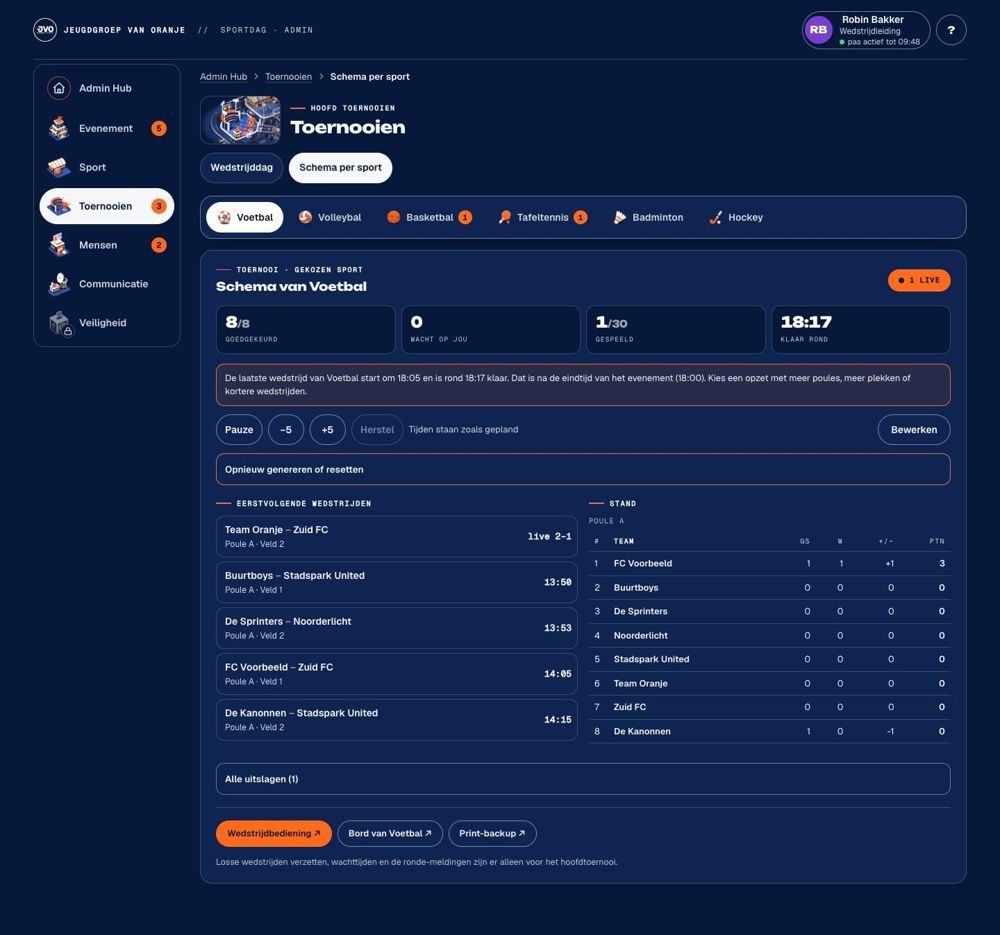 JVO JEUGDGROEP VAN ORANJE // SPORTDAG · ADMIN
RB
Robin Bakker
Wedstrijdleiding
pas actief tot 09:48
?
Admin Hub
Evenement 5
Sport
Toernooien 3
Mensen 2
Communicatie
Veiligheid
Admin Hub > Toernooien > Schema per sport
HOOFD TOERNOOIEN
Toernooien
Wedstrijddag Schema per sport
Voetbal Volleybal Basketbal 1 Tafeltennis 1 Badminton Hockey
TOERNOOI · GEKOZEN SPORT
Schema van Voetbal
1 LIVE
8/8
GOEDGEKEURD
0
WACHT OP JOU
1/30
GESPEELD
18:17
KLAAR ROND
De laatste wedstrijd van Voetbal start om 18:05 en is rond 18:17 klaar. Dat is na de eindtijd van het evenement (18:00). Kies een opzet met meer poules, meer plekken of
kortere wedstrijden.
Pauze −5 +5 Herstel Tijden staan zoals gepland Bewerken
Opnieuw genereren of resetten
EERSTVOLGENDE WEDSTRIJDEN
Team Oranje – Zuid FC
Poule A · Veld 2
live 2–1
Buurtboys – Stadspark United
Poule A · Veld 1
13:50
De Sprinters – Noorderlicht
Poule A · Veld 2
13:53
FC Voorbeeld – Zuid FC
Poule A · Veld 1
14:05
De Kanonnen – Stadspark United
Poule A · Veld 2
14:15
STAND
POULE A
# TEAM GS W +/− PTN
1 FC Voorbeeld 1 1 +1 3
2 Buurtboys 0 0 0 0
3 De Sprinters 0 0 0 0
4 Noorderlicht 0 0 0 0
5 Stadspark United 0 0 0 0
6 Team Oranje 0 0 0 0
7 Zuid FC 0 0 0 0
8 De Kanonnen 1 0 -1 0
Alle uitslagen (1)
Wedstrijdbediening ↗ Bord van Voetbal ↗ Print-backup ↗
Losse wedstrijden verzetten, wachttijden en de ronde-meldingen zijn er alleen voor het hoofdtoernooi.